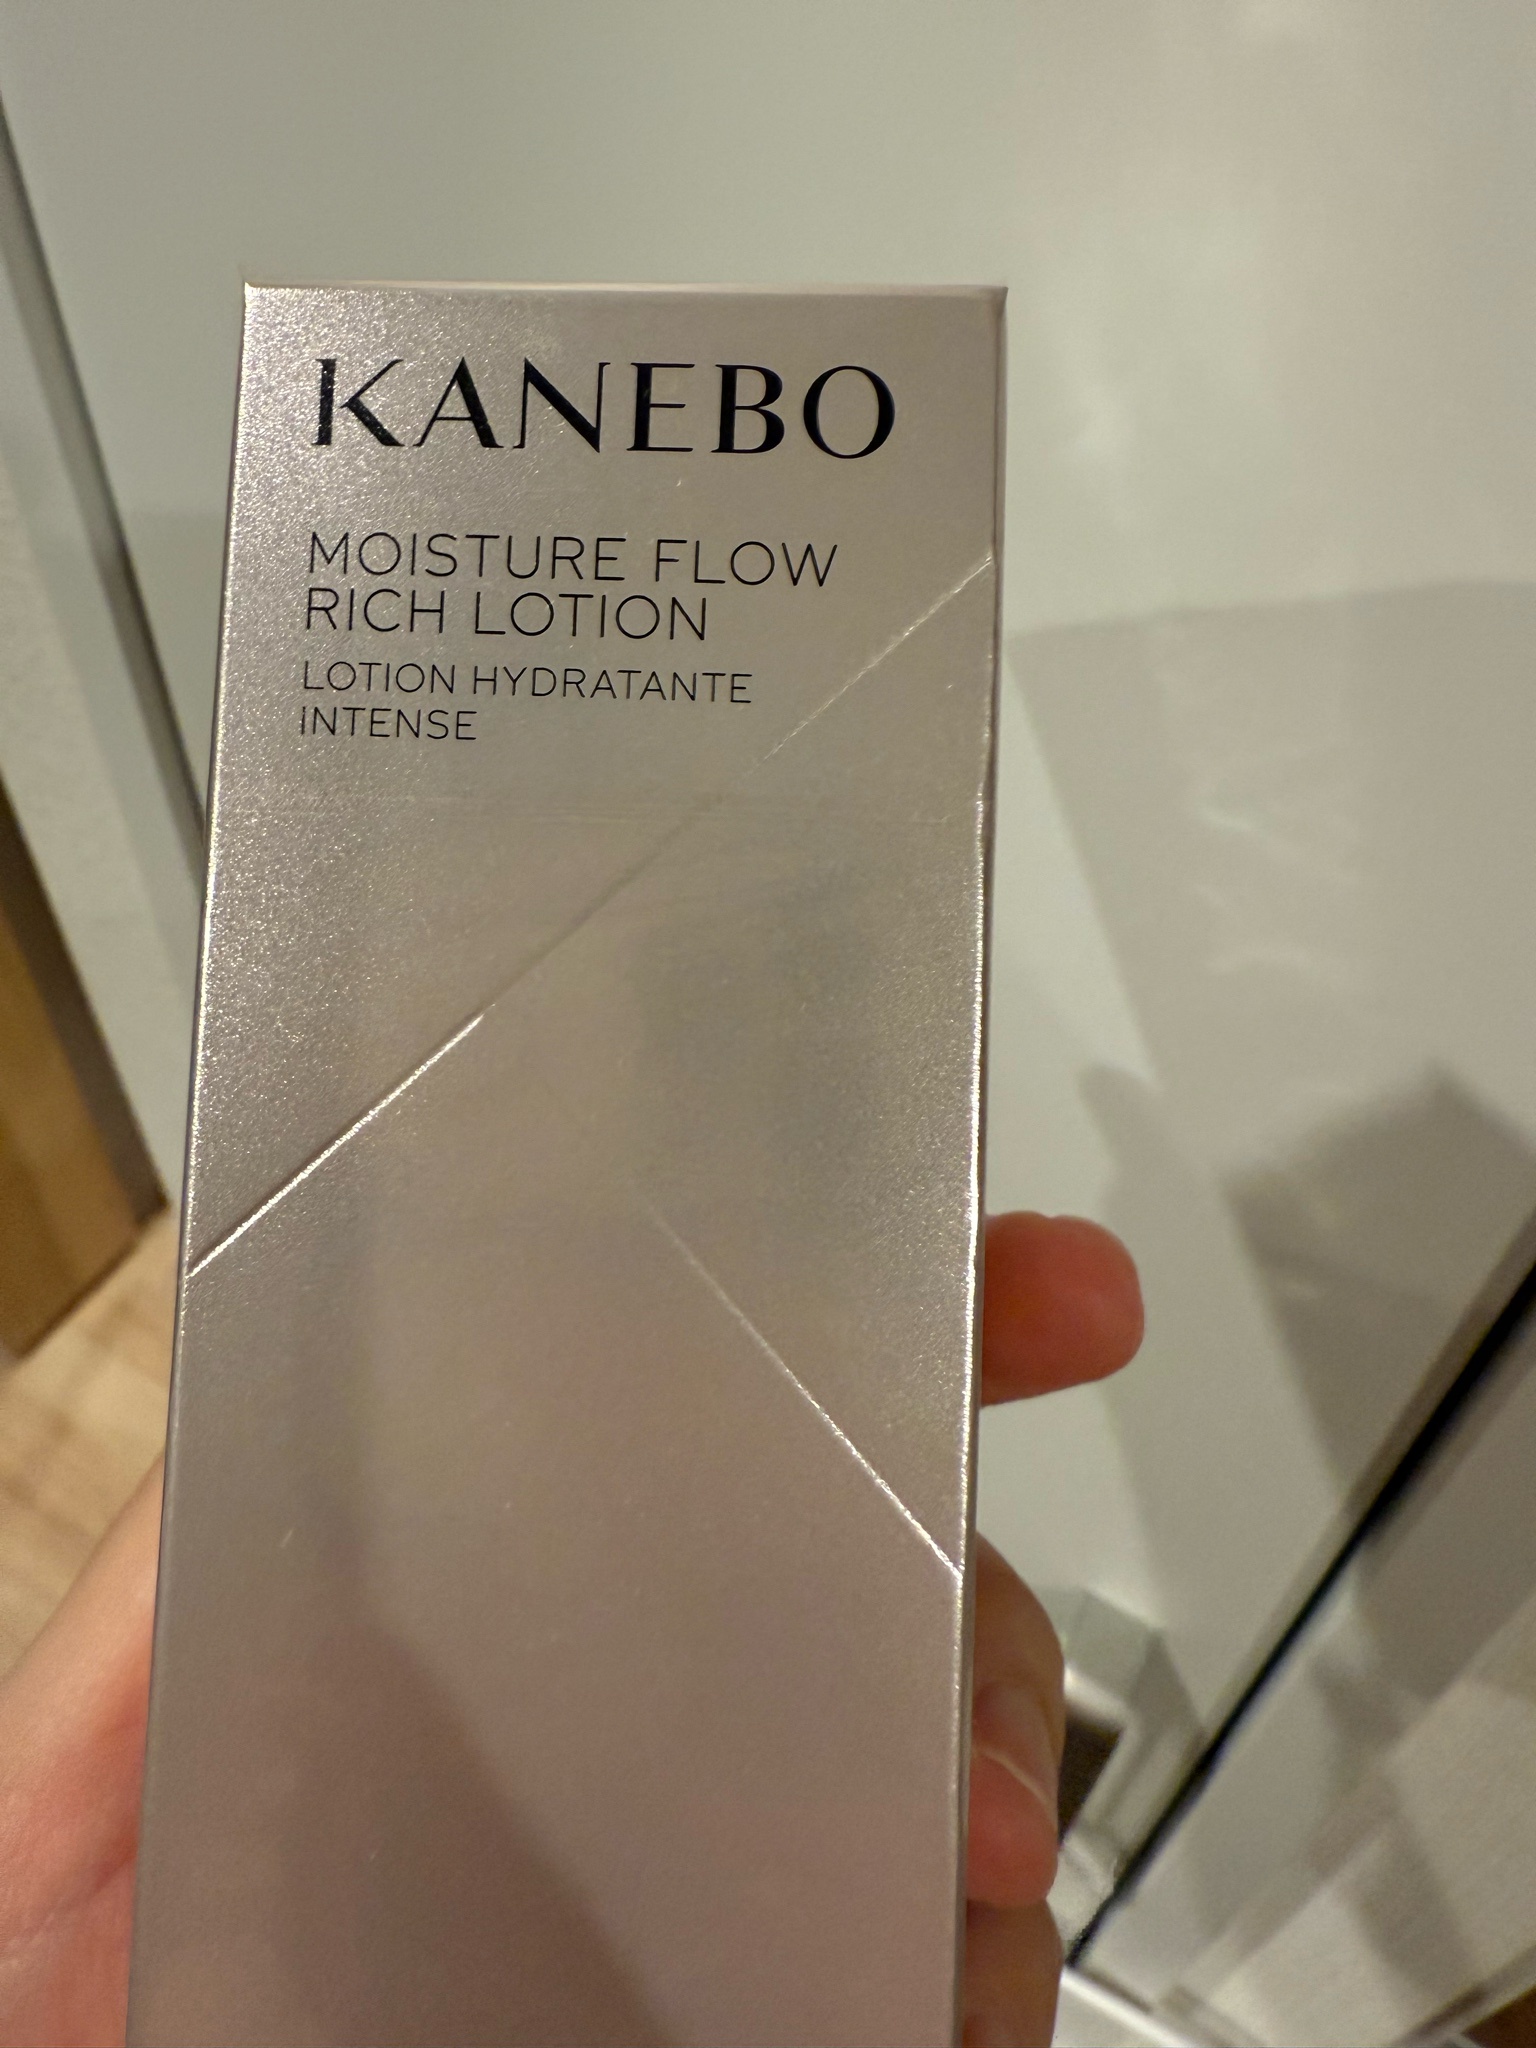 KANEBO
MOISTURE FLOW
RICH LOTION
LOTION HYDRATANTE
INTENSE